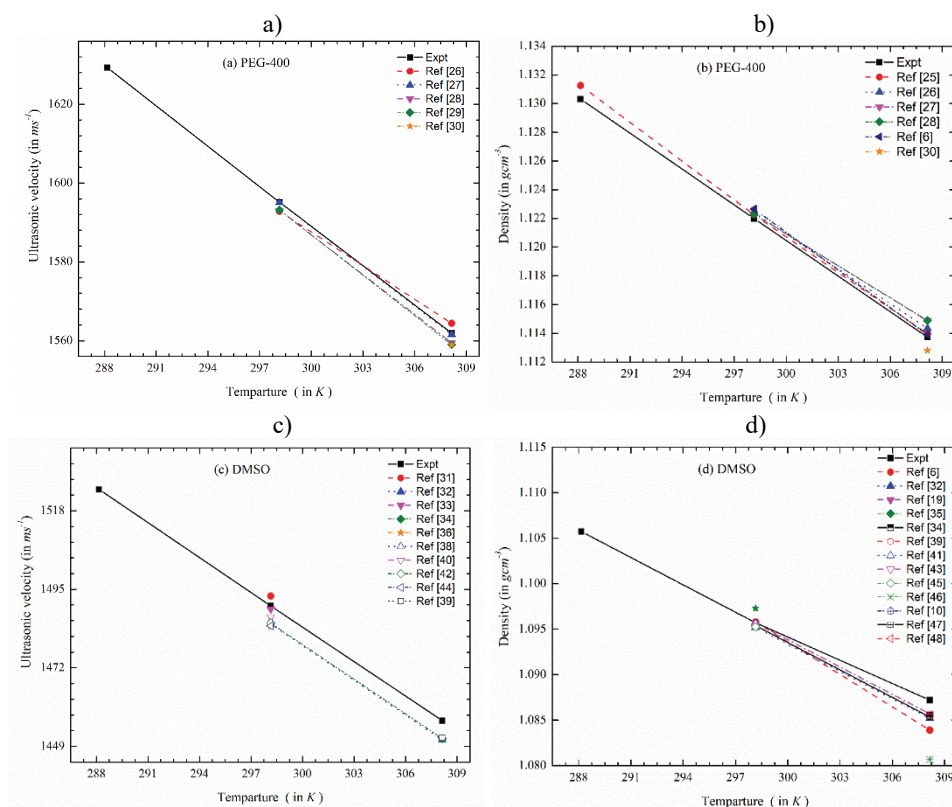 a)
(a) PEG-400
Expt
Ref [26]
Ref [27]
Ref [28]
Ref [29]
Ref [30]
1620
1600
1580
1560
Ultrasonic velocity (in ms⁻¹)
288 291 294 297 300 303 306 309
Temparture ( in K)
b)
(b) PEG-400
Expt
Ref [25]
Ref [26]
Ref [27]
Ref [28]
Ref [6]
Ref [30]
1.134
1.132
1.130
1.128
1.126
1.124
1.122
1.120
1.118
1.116
1.114
1.112
Density (in gcm⁻³)
288 291 294 297 300 303 306 309
Temparture ( in K)
c)
(c) DMSO
Expt
Ref [31]
Ref [32]
Ref [33]
Ref [34]
Ref [36]
Ref [38]
Ref [40]
Ref [42]
Ref [44]
Ref [39]
1518
1495
1472
1449
Ultrasonic velocity (in ms⁻¹)
288 291 294 297 300 303 306 309
Temparture ( in K)
d)
(d) DMSO
Expt
Ref [6]
Ref [32]
Ref [19]
Ref [35]
Ref [34]
Ref [39]
Ref [41]
Ref [43]
Ref [45]
Ref [46]
Ref [10]
Ref [47]
Ref [48]
1.115
1.110
1.105
1.100
1.095
1.090
1.085
1.080
Density (in gcm⁻³)
288 291 294 297 300 303 306 309
Temparture ( in K)